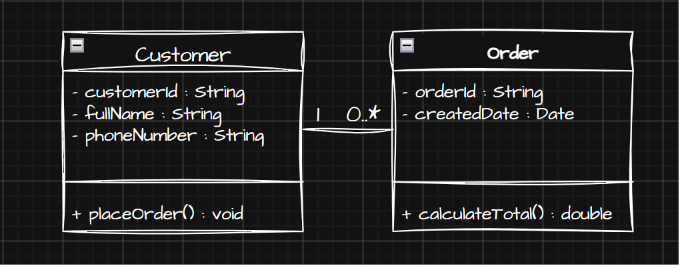 Customer
- customerId : String
- fullName : String
- phoneNumber : String
+ placeOrder() : void
1 0..*
Order
- orderId : String
- createdDate : Date
+ calculateTotal() : double